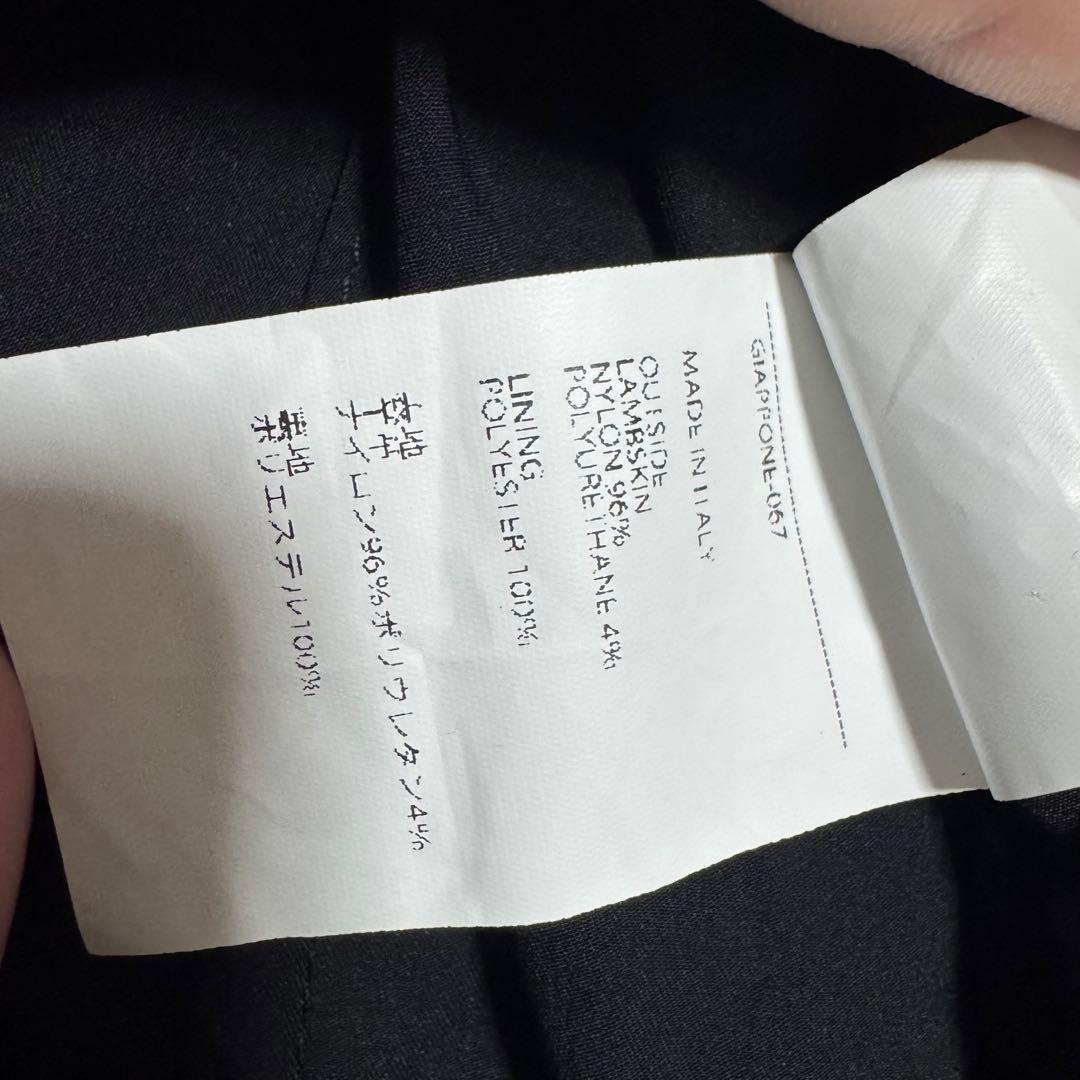 GIAPPONE-067
MADE IN ITALY
OUTSIDE
LAMBSKIN
NYLON 96%
POLYURETHANE 4%
LINING
POLYESTER 100%
表地
羊革
ナイロン96%ポリウレタン4%
裏地
ポリエステル100%